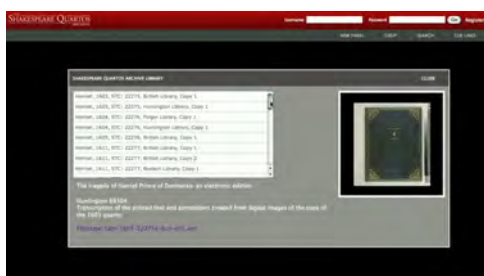 SHAKESPEARE QUARTOS
ARCHIVE
Username
Password
Go
Register
SEARCH
SHAKESPEARE QUARTOS ARCHIVE LIBRARY
CLOSE
Hamlet, 1603, STC: 22275, British Library, Copy 1
Hamlet, 1603, STC: 22275, Huntington Library, Copy 1
Hamlet, 1604, STC: 22276, Folger Library, Copy 1
Hamlet, 1604, STC: 22276, Huntington Library, Copy 1
Hamlet, 1605, STC: British Library, Copy 1
Hamlet, 1611, STC: 22277, British Library, Copy 1
Hamlet, 1611, STC: 22277, British Library, Copy 2
Hamlet, 1611, STC: 22277, Bodleian Library, Copy 1
The tragedy of Hamlet Prince of Denmarke: an electronic edition
Huntington
Transcription of the printed text and annotations created from digital images of the copy of
the 1603 quarto